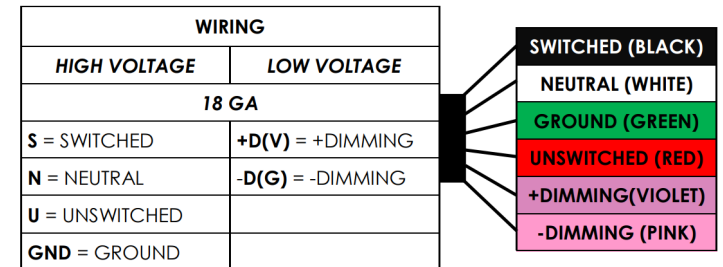 WIRING
HIGH VOLTAGE LOW VOLTAGE
18 GA
S = SWITCHED +D(V) = +DIMMING
N = NEUTRAL -D(G) = -DIMMING
U = UNSWITCHED
GND = GROUND
SWITCHED (BLACK)
NEUTRAL (WHITE)
GROUND (GREEN)
UNSWITCHED (RED)
+DIMMING(VIOLET)
-DIMMING (PINK)